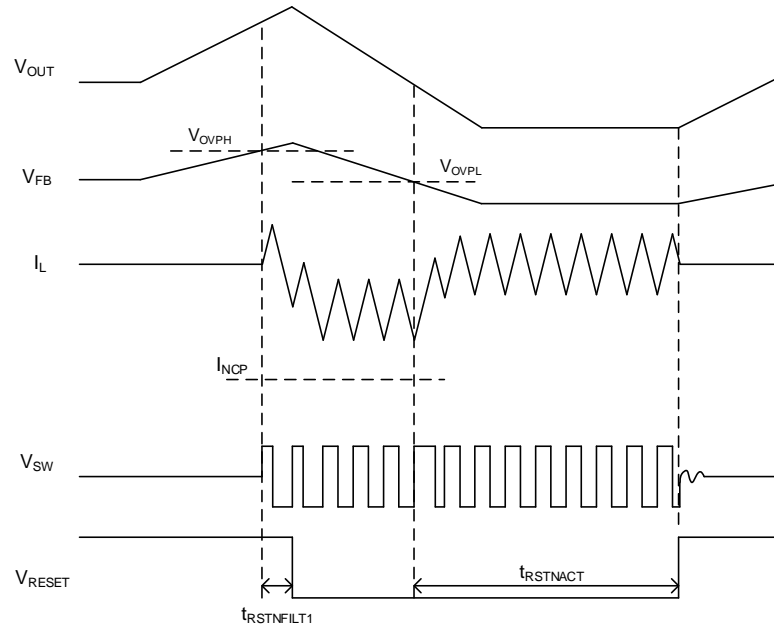 VOUT
VOVPH
VFB
VOVPL
IL
INCP
VSW
VRESET
tRSTNACT
tRSTNFILT1